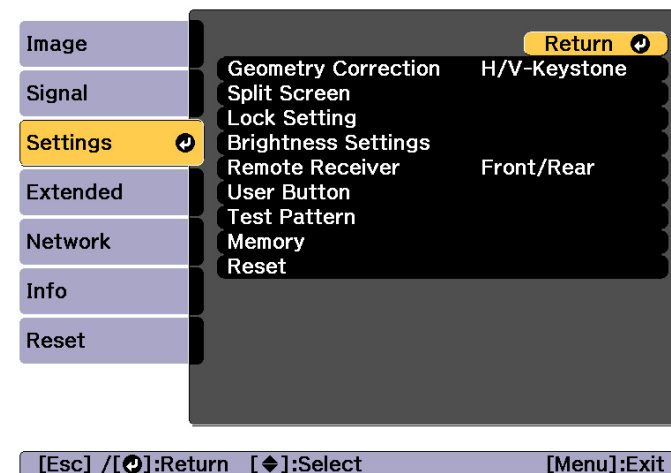 Image
Signal
Settings
Extended
Network
Info
Reset
Return
Geometry Correction H/V-Keystone
Split Screen
Lock Setting
Brightness Settings
Remote Receiver Front/Rear
User Button
Test Pattern
Memory
Reset
[Esc] /[⏎]:Return [◆]:Select [Menu]:Exit